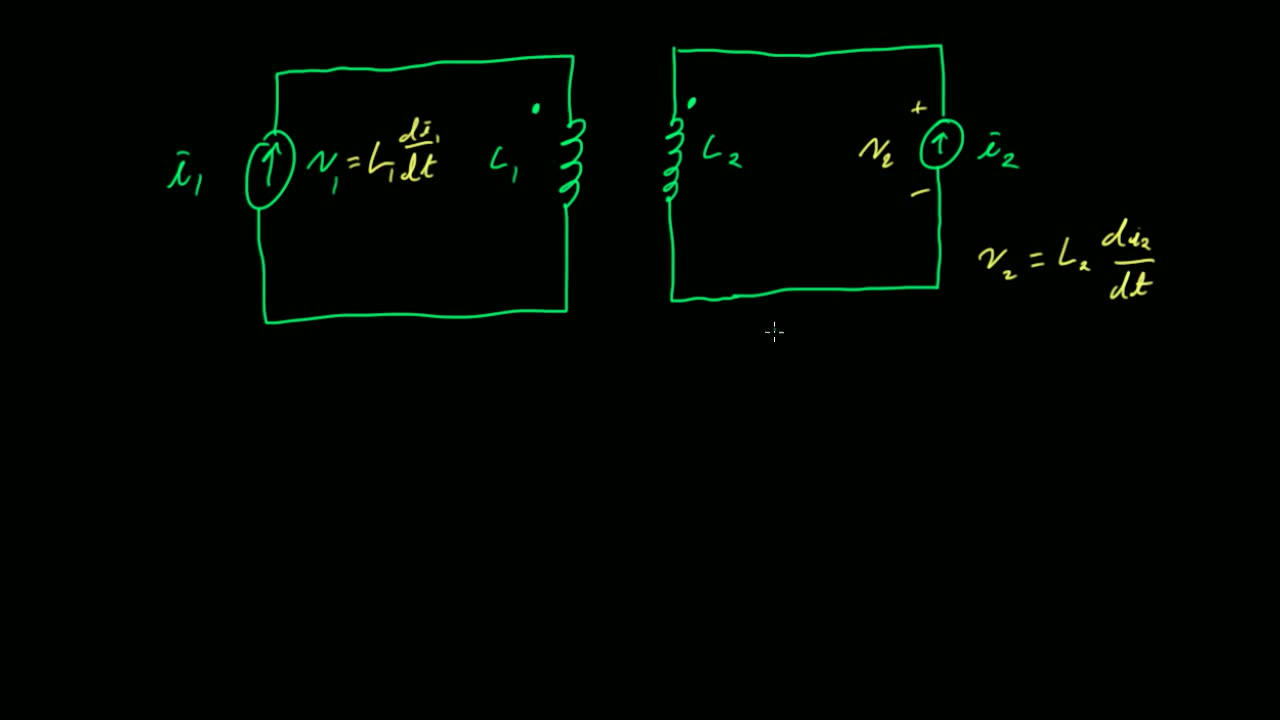 i₁
v₁ = L₁ di₁/dt
L₁
L₂
+
v₂
−
i₂
v₂ = L₂ di₂/dt